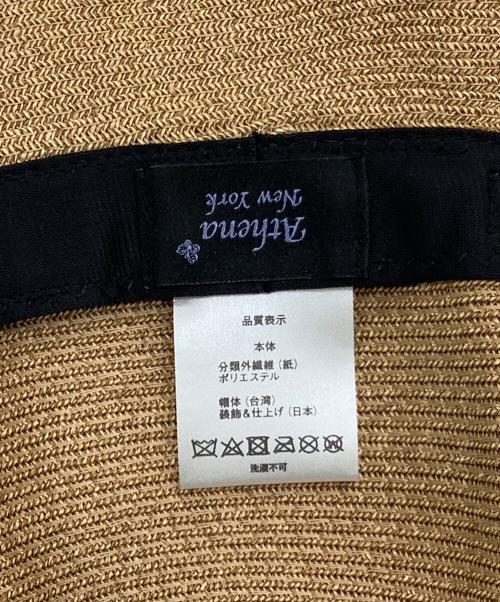 Athena
New York
品質表示
本体
分類外繊維(紙)
ポリエステル
帽体(台湾)
装飾&仕上げ(日本)
洗濯不可